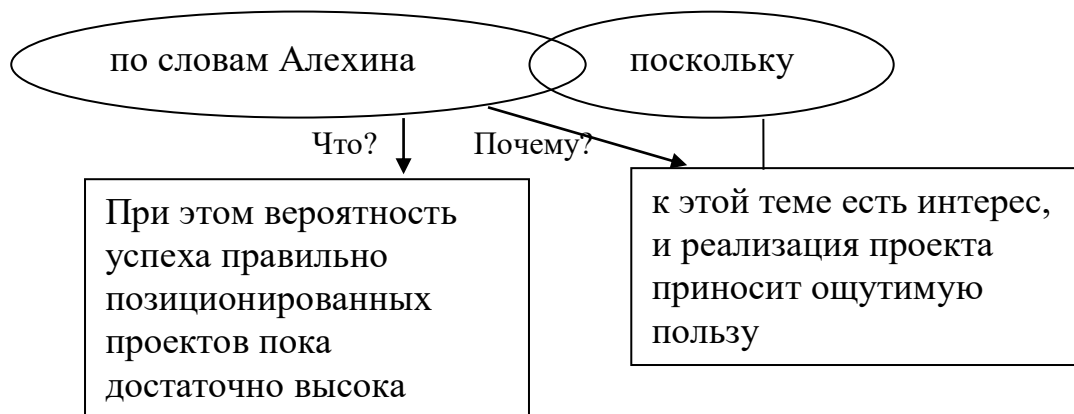 по словам Алехина
поскольку
Что?
Почему?
При этом вероятность
успеха правильно
позиционированных
проектов пока
достаточно высока
к этой теме есть интерес,
и реализация проекта
приносит ощутимую
пользу